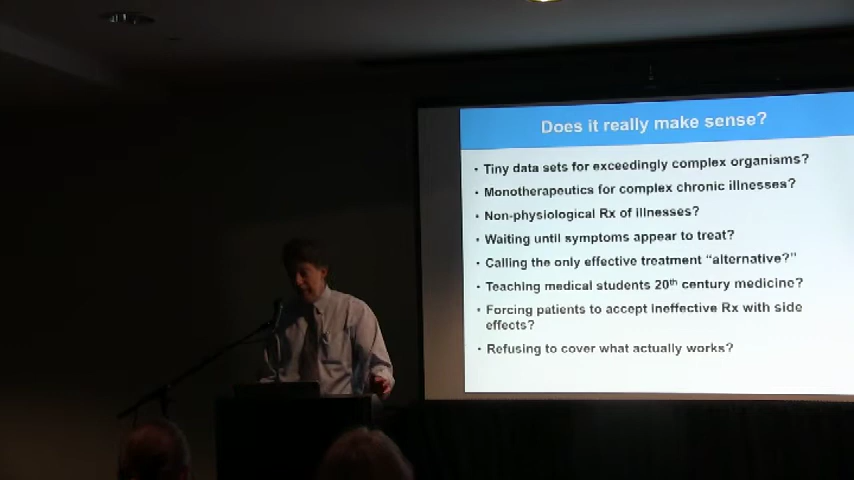 Does it really make sense?
• Tiny data sets for exceedingly complex organisms?
• Monotherapeutics for complex chronic illnesses?
• Non-physiological Rx of illnesses?
• Waiting until symptoms appear to treat?
• Calling the only effective treatment “alternative?”
• Teaching medical students 20th century medicine?
• Forcing patients to accept ineffective Rx with side
effects?
• Refusing to cover what actually works?